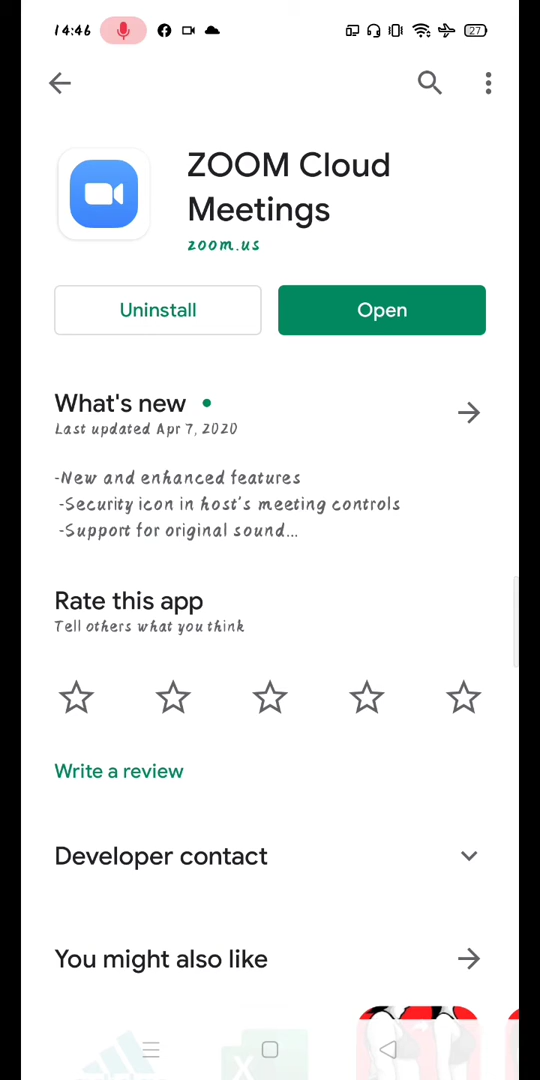 14:46
27
ZOOM Cloud
Meetings
zoom.us
Uninstall
Open
What's new
Last updated Apr 7, 2020
-New and enhanced features
-Security icon in host's meeting controls
-Support for original sound...
Rate this app
Tell others what you think
Write a review
Developer contact
You might also like
X